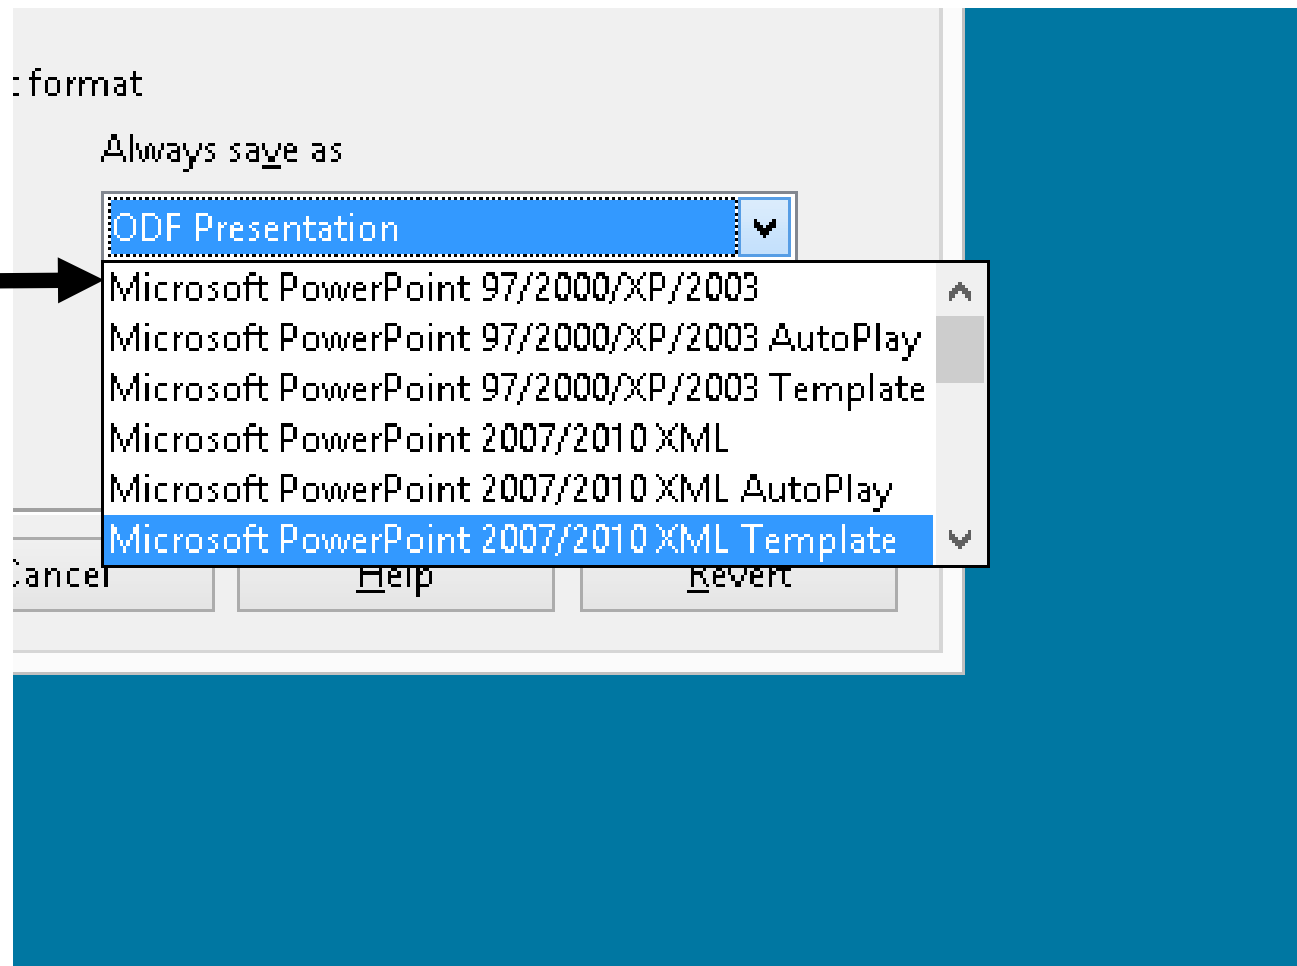 t format
Always save as
ODF Presentation
Microsoft PowerPoint 97/2000/XP/2003
Microsoft PowerPoint 97/2000/XP/2003 AutoPlay
Microsoft PowerPoint 97/2000/XP/2003 Template
Microsoft PowerPoint 2007/2010 XML
Microsoft PowerPoint 2007/2010 XML AutoPlay
Microsoft PowerPoint 2007/2010 XML Template
Cancel Help Revert